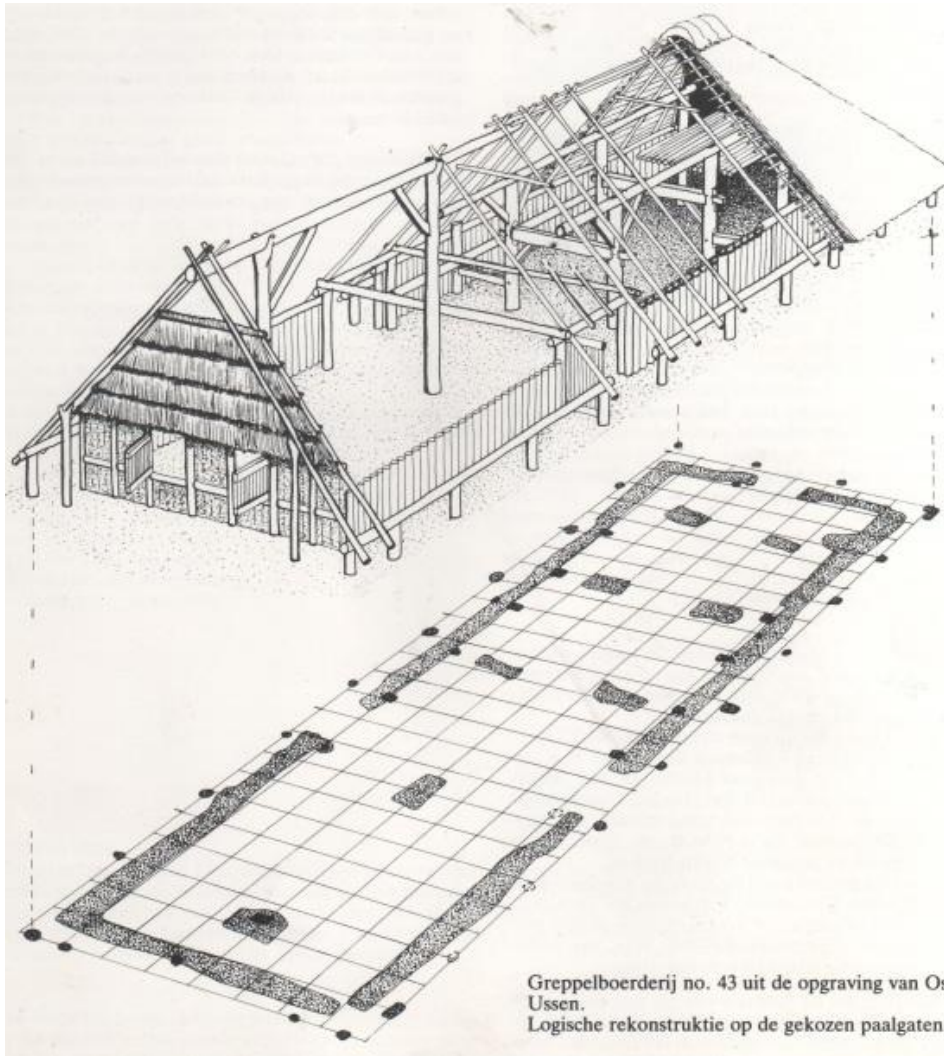 Greppelboerderij no. 43 uit de opgraving van Os
Ussen.
Logische rekonstruktie op de gekozen paalgaten